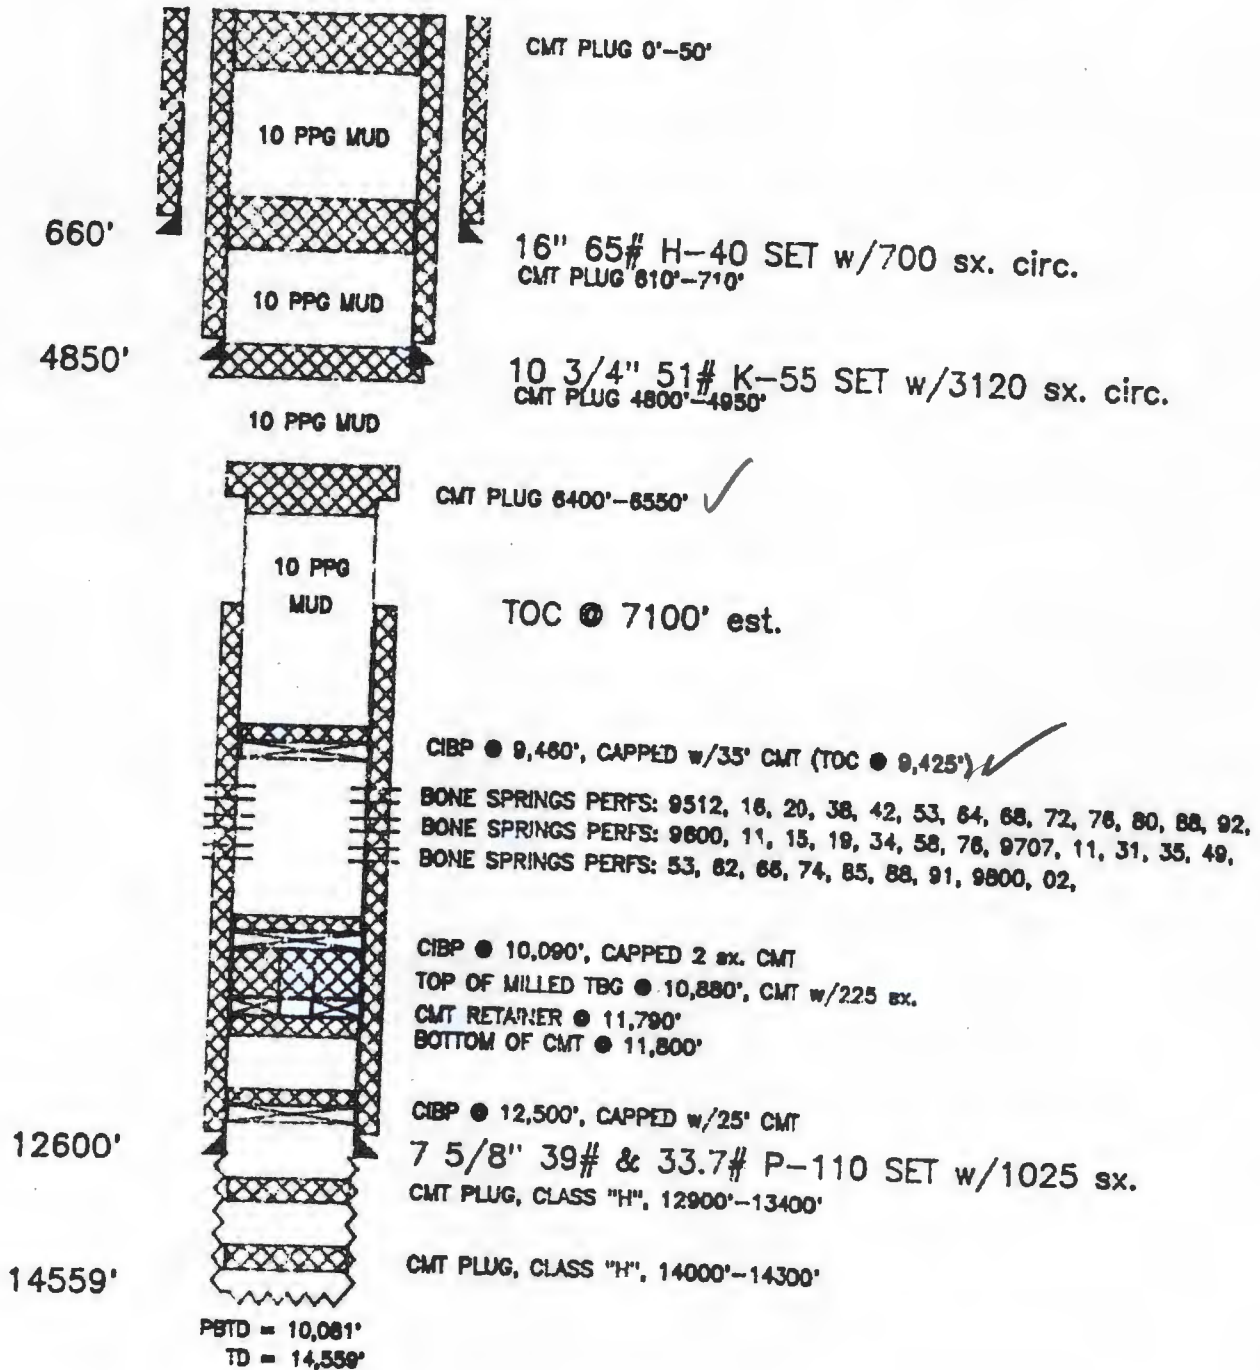 CMT PLUG 0'-50'
10 PPG MUD
660'
16" 65# H-40 SET w/700 sx. circ.
CMT PLUG 610'-710'
10 PPG MUD
4850'
10 3/4" 51# K-55 SET w/3120 sx. circ.
CMT PLUG 4800'-4950'
10 PPG MUD
CMT PLUG 6400'-6550'
10 PPG
MUD
TOC @ 7100' est.
CIBP @ 9,460', CAPPED w/35' CMT (TOC @ 9,425')
BONE SPRINGS PERFS: 9512, 16, 20, 38, 42, 53, 64, 68, 72, 76, 80, 88, 92,
BONE SPRINGS PERFS: 9600, 11, 15, 19, 34, 58, 76, 9707, 11, 31, 35, 49,
BONE SPRINGS PERFS: 53, 62, 66, 74, 85, 88, 91, 9800, 02,
CIBP @ 10,090', CAPPED 2 sx. CMT
TOP OF MILLED TBG @ 10,880', CMT w/225 sx.
CMT RETAINER @ 11,790'
BOTTOM OF CMT @ 11,800'
CIBP @ 12,500', CAPPED w/25' CMT
12600'
7 5/8" 39# & 33.7# P-110 SET w/1025 sx.
CMT PLUG, CLASS "H", 12900'-13400'
CMT PLUG, CLASS "H", 14000'-14300'
14559'
PBTD = 10,061'
TD = 14,559'